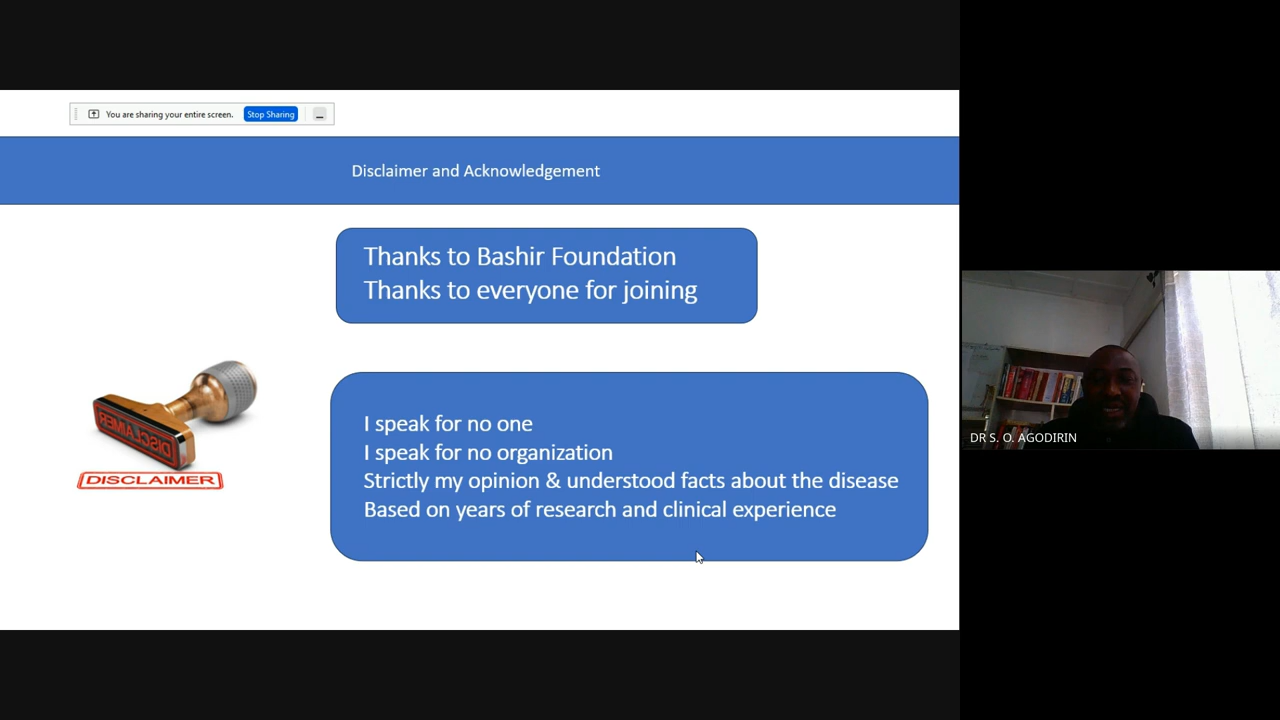 You are sharing your entire screen. Stop Sharing
Disclaimer and Acknowledgement
Thanks to Bashir Foundation
Thanks to everyone for joining
I speak for no one
I speak for no organization
Strictly my opinion & understood facts about the disease
Based on years of research and clinical experience
DISCLAIMER
DISCLAIMER
DR S. O. AGODIRIN